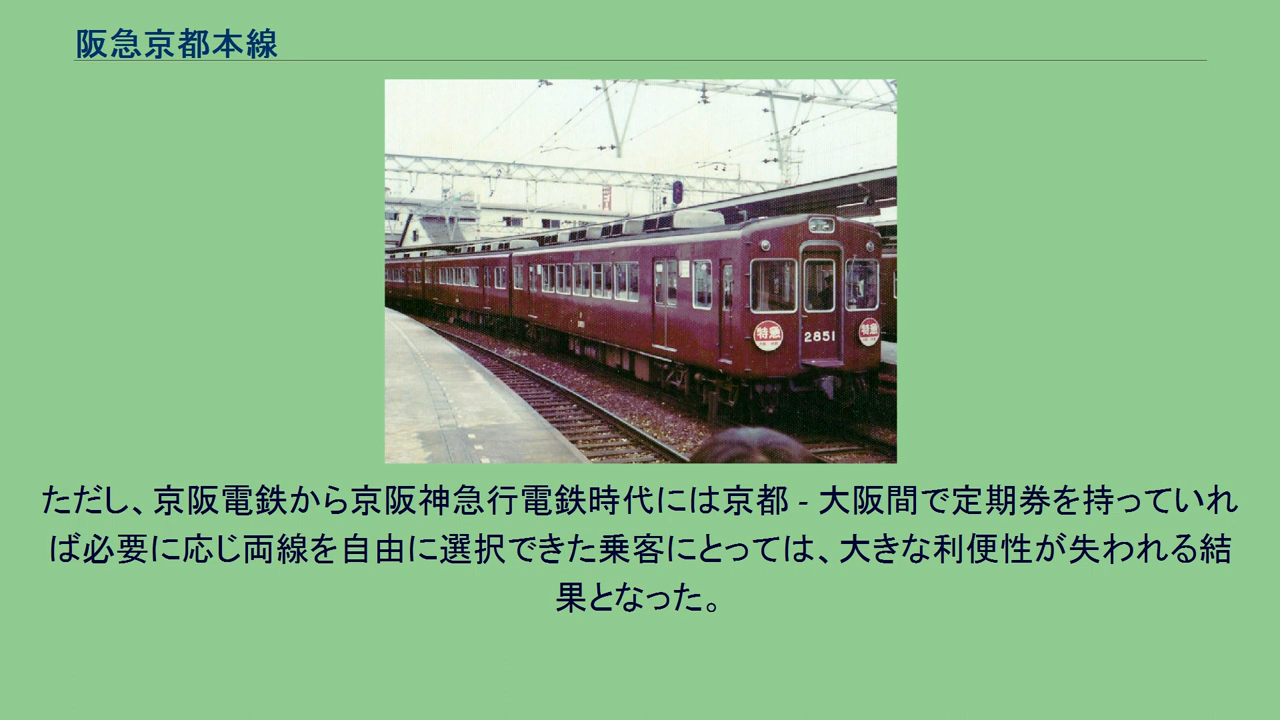 阪急京都本線
特急
2851
特急
ただし、京阪電鉄から京阪神急行電鉄時代には京都 - 大阪間で定期券を持っていれ
ば必要に応じ両線を自由に選択できた乗客にとっては、大きな利便性が失われる結
果となった。